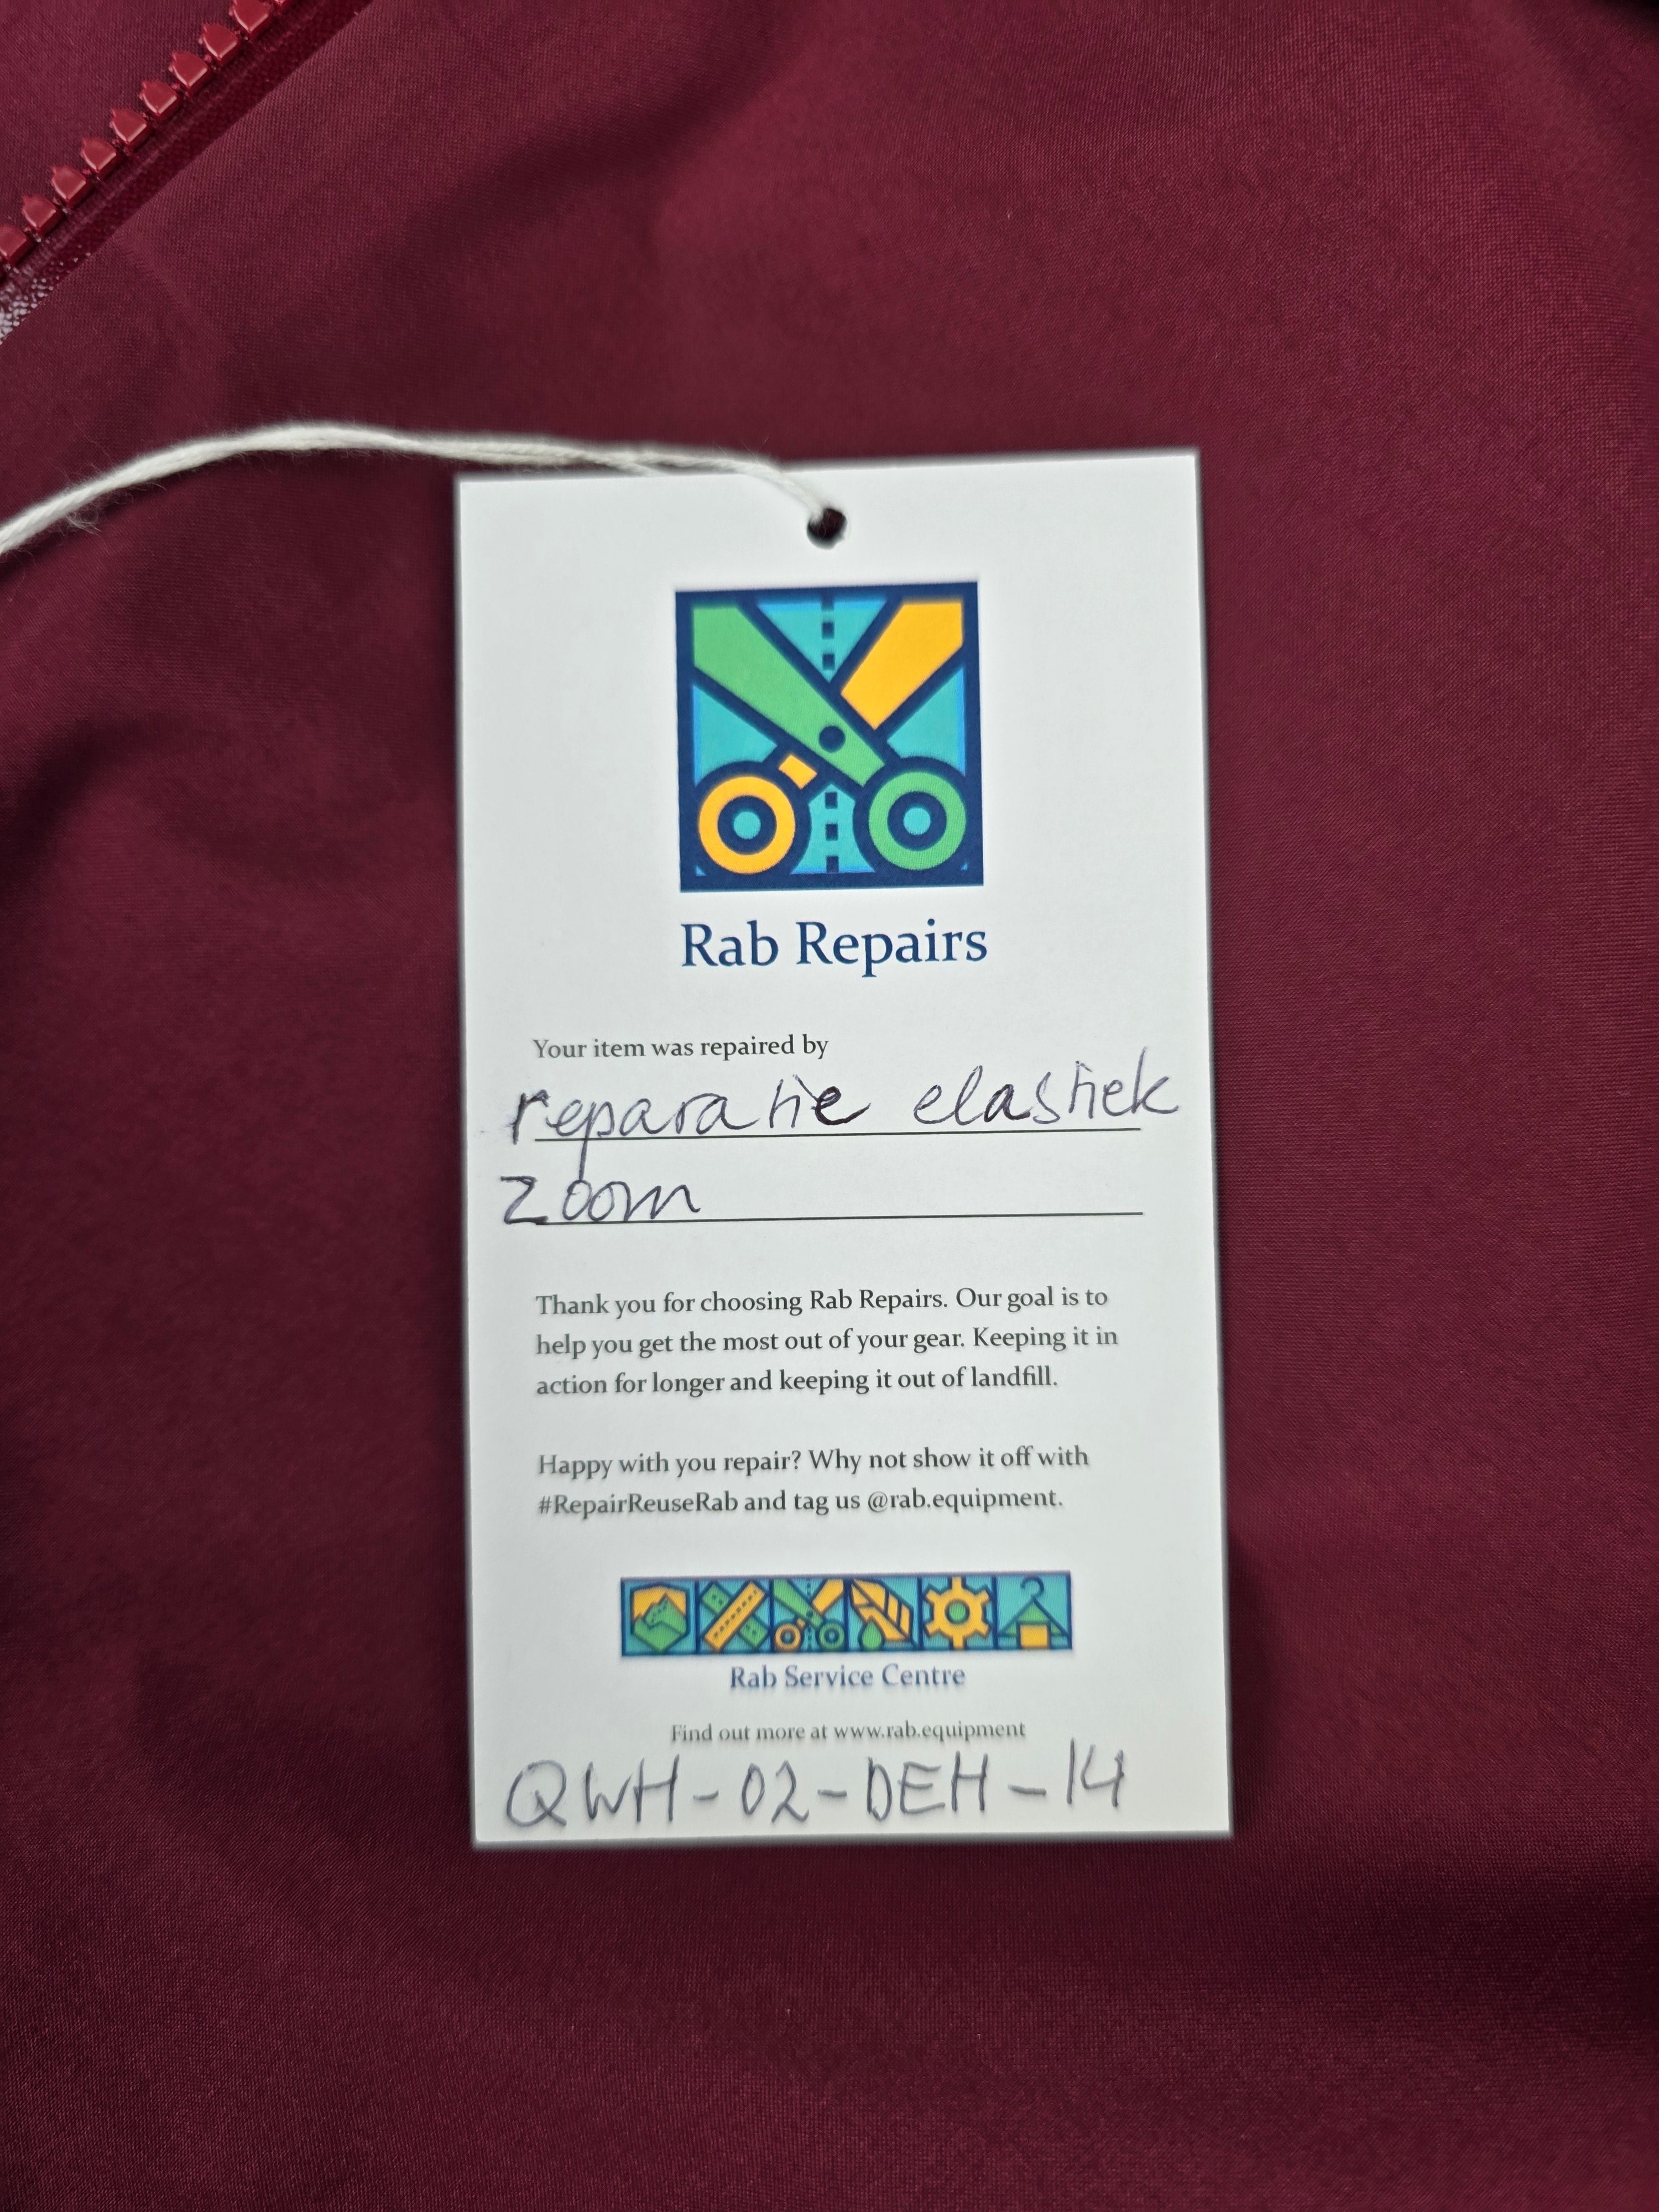 Rab Repairs
Your item was repaired by
reparatie elastiek
zoom
Thank you for choosing Rab Repairs. Our goal is to
help you get the most out of your gear. Keeping it in
action for longer and keeping it out of landfill.
Happy with you repair? Why not show it off with
#RepairReuseRab and tag us @rab.equipment.
Rab Service Centre
Find out more at www.rab.equipment
QWH-02-DEH-14